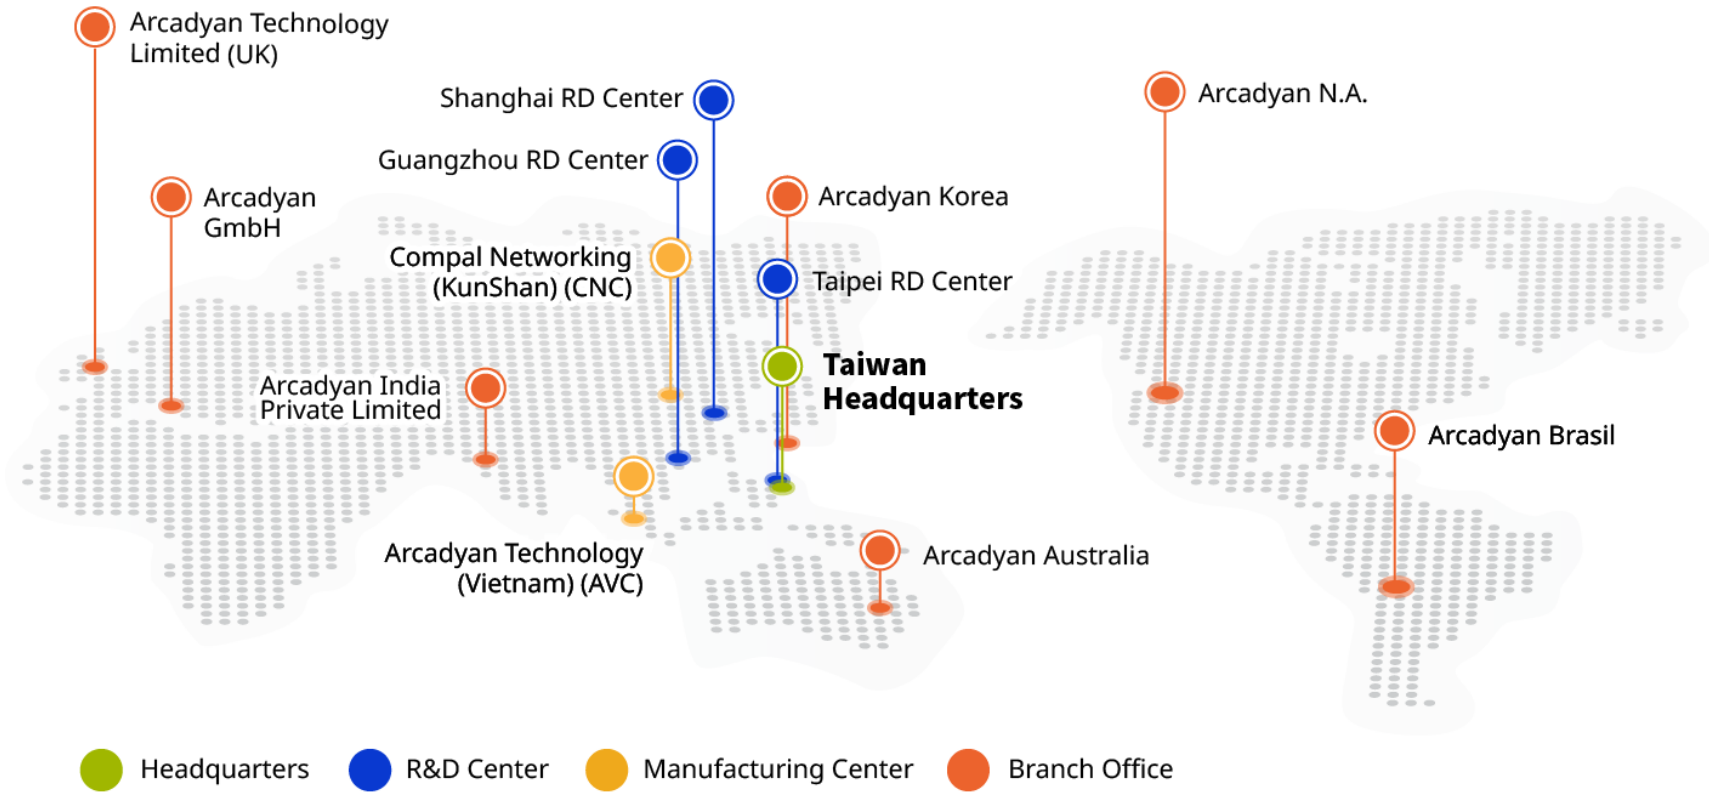 Arcadyan Technology
Limited (UK)
Shanghai RD Center
Arcadyan N.A.
Guangzhou RD Center
Arcadyan
GmbH
Arcadyan Korea
Compal Networking
(KunShan) (CNC)
Taipei RD Center
Taiwan
Headquarters
Arcadyan India
Private Limited
Arcadyan Brasil
Arcadyan Technology
(Vietnam) (AVC)
Arcadyan Australia
Headquarters
R&D Center
Manufacturing Center
Branch Office